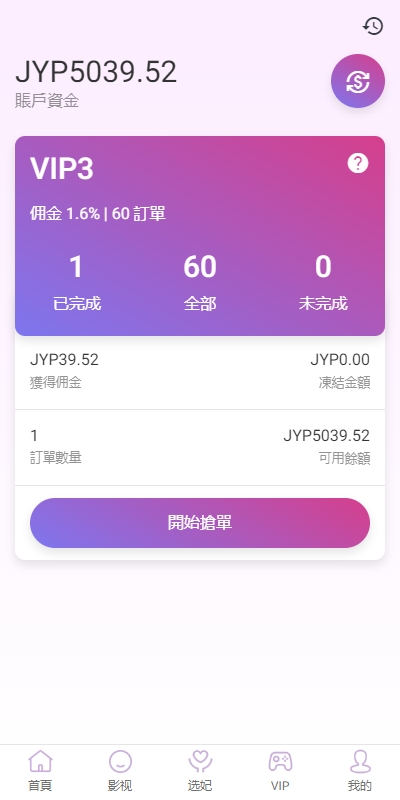 JYP5039.52
賬戶資金
VIP3
佣金 1.6% | 60 訂單
1 60 0
已完成 全部 未完成
JYP39.52 JYP0.00
獲得佣金 凍結金額
1 JYP5039.52
訂單數量 可用餘額
開始搶單
首頁 影视 选妃 VIP 我的